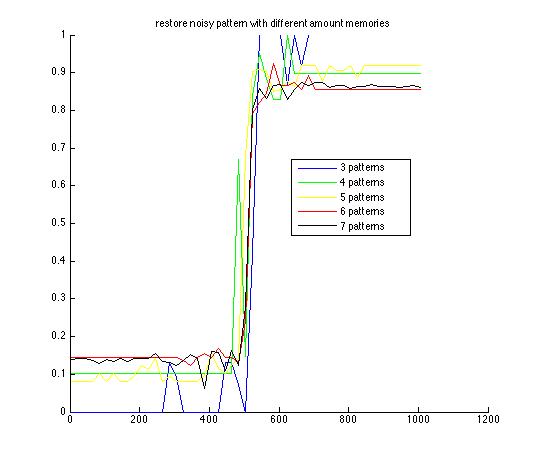 restore noisy pattern with different amount memories
1
0.9
0.8
0.7
0.6
0.5
0.4
0.3
0.2
0.1
0
3 patterns
4 patterns
5 patterns
6 patterns
7 patterns
0 200 400 600 800 1000 1200